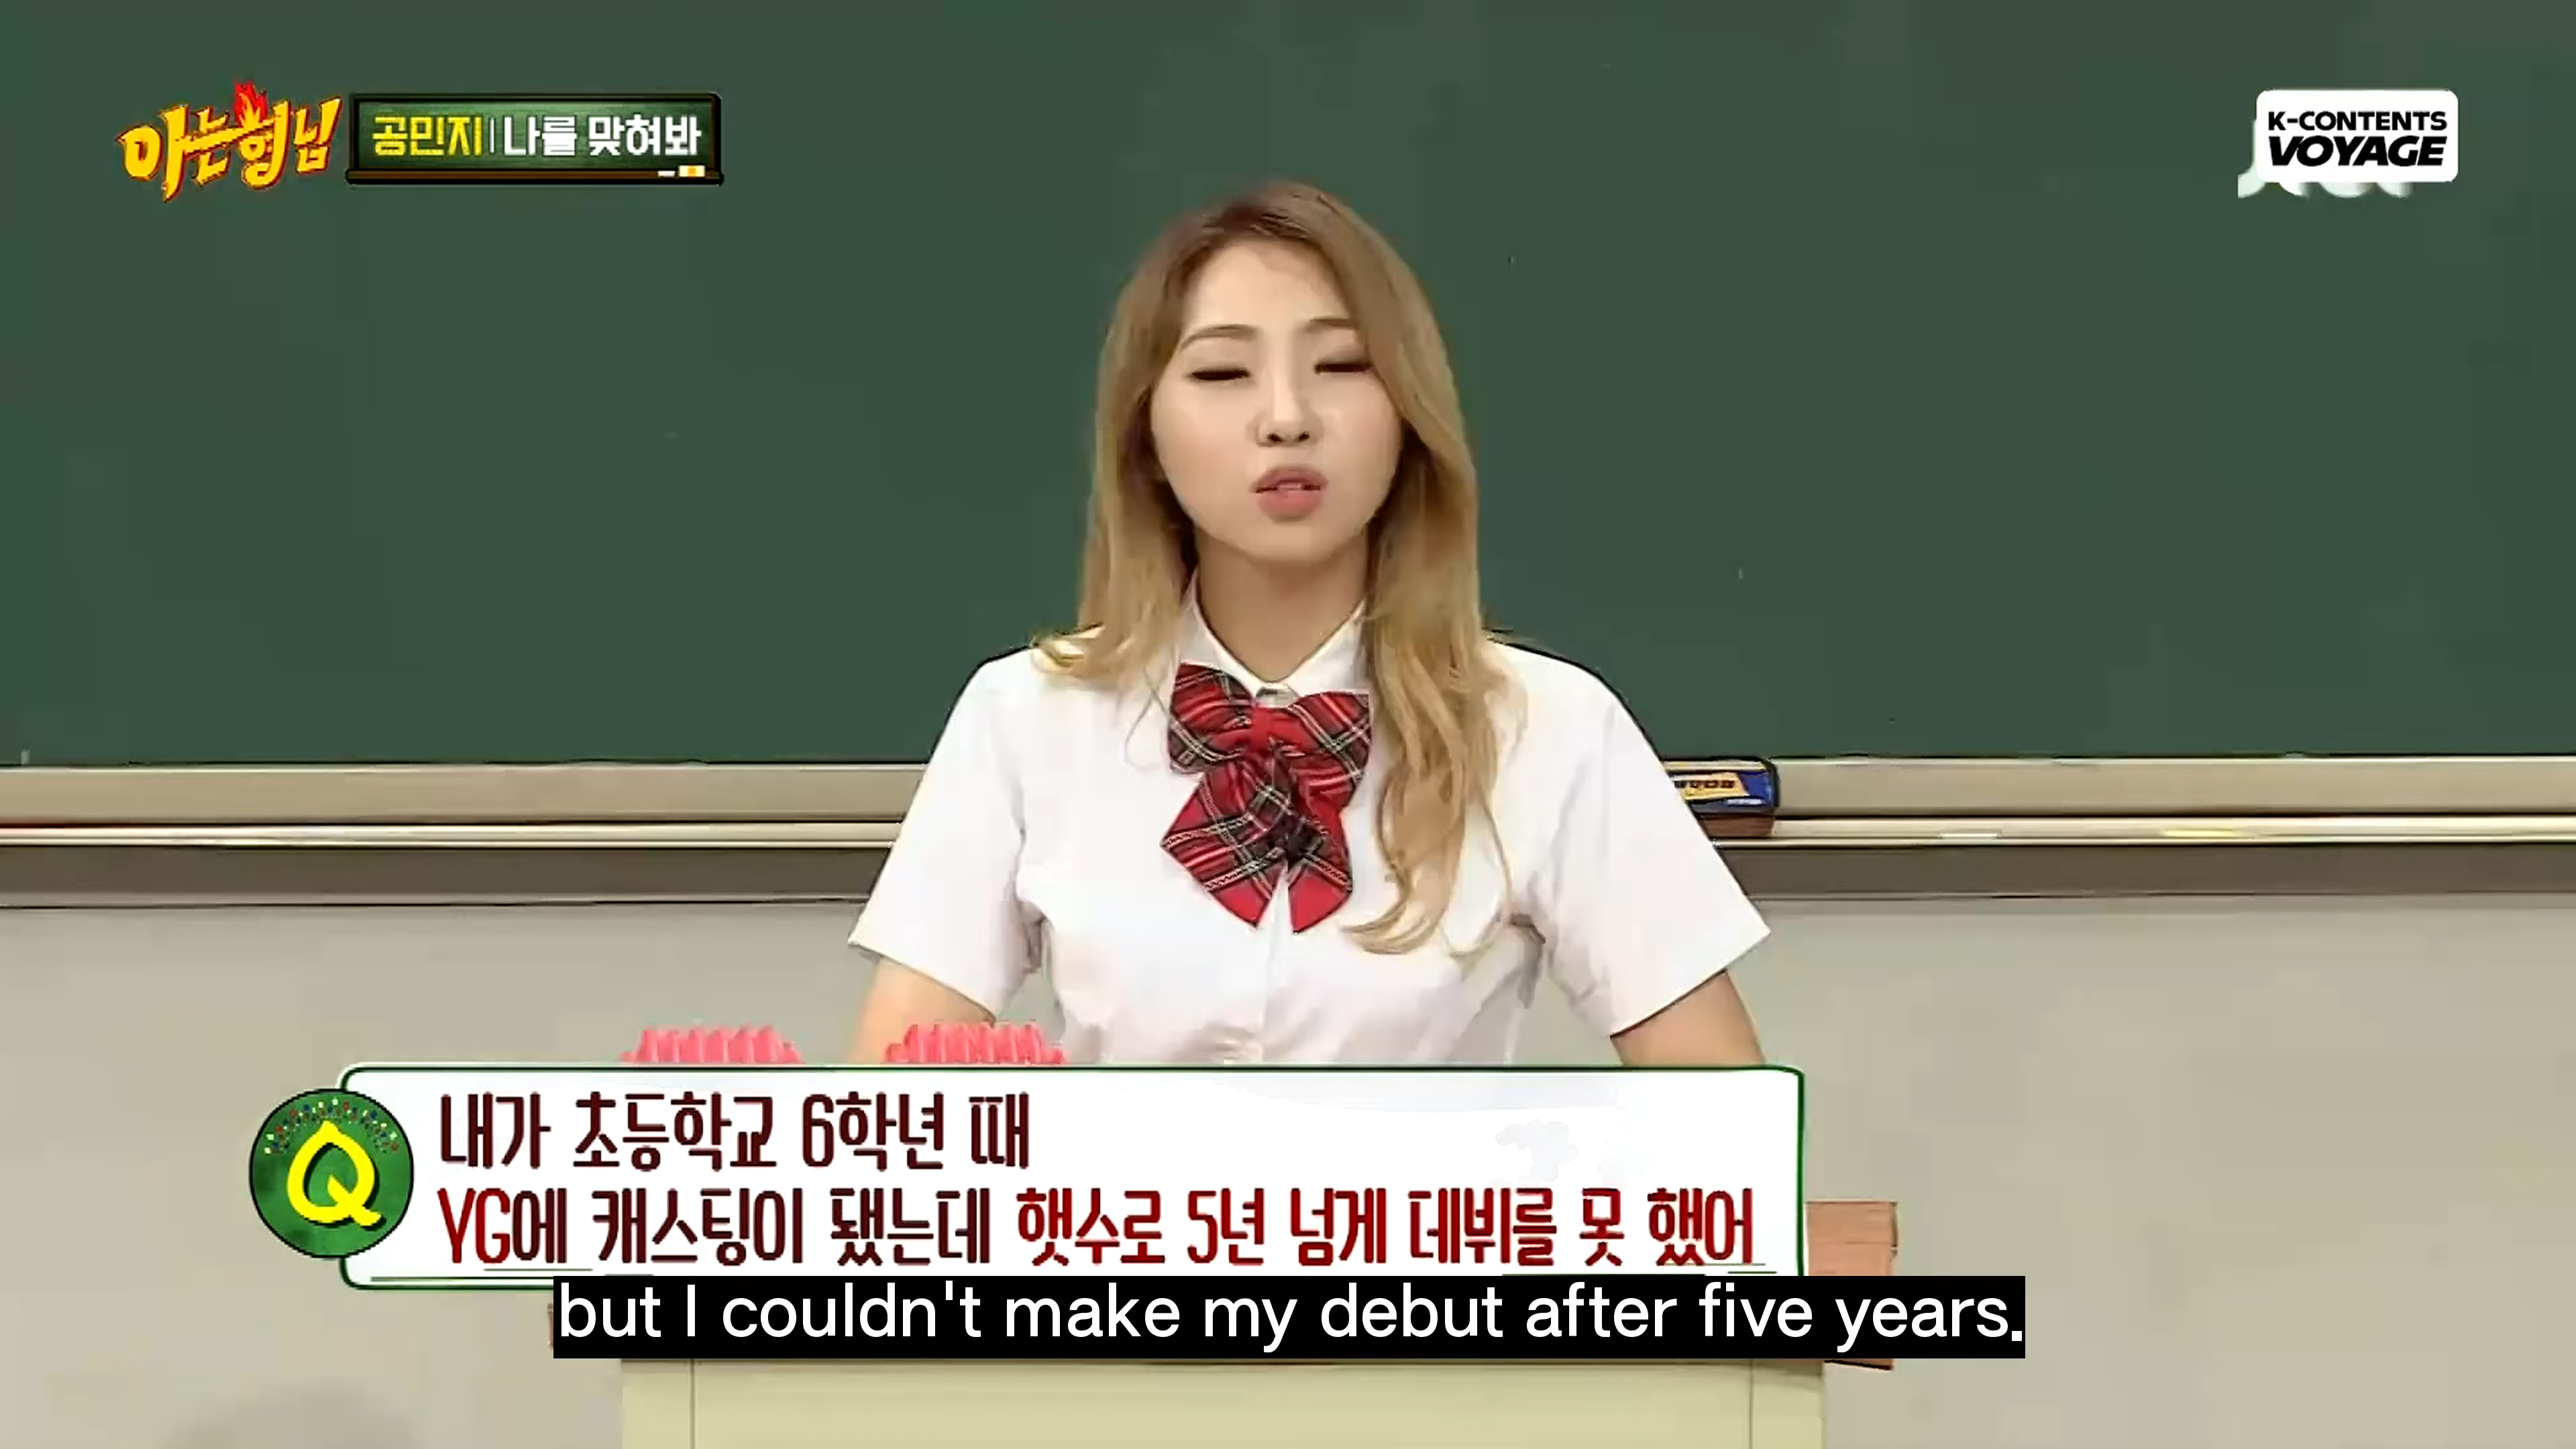 아는형님
공민지 | 나를 맞혀봐
K-CONTENTS
VOYAGE
Q
내가 초등학교 6학년 때
YG에 캐스팅이 됐는데 햇수로 5년 넘게 데뷔를 못 했어
but I couldn't make my debut after five years.